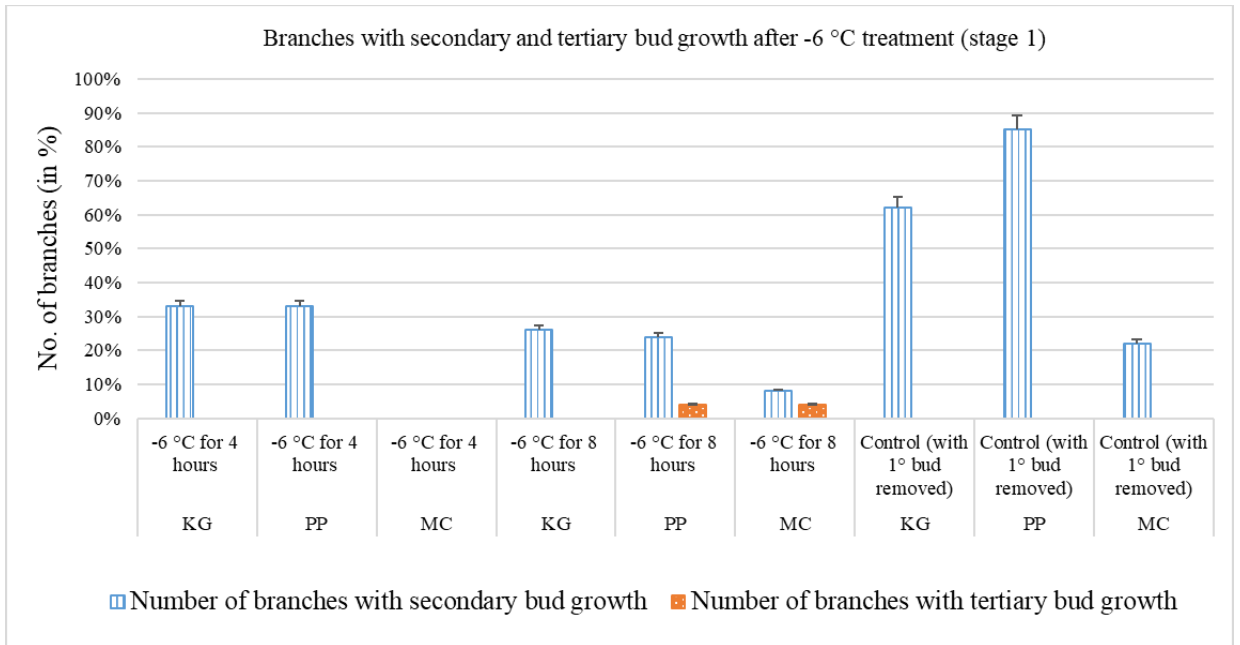 Branches with secondary and tertiary bud growth after -6 °C treatment (stage 1)
No. of branches (in %)
100%
90%
80%
70%
60%
50%
40%
30%
20%
10%
0%
-6 °C for 4 hours
-6 °C for 4 hours
-6 °C for 4 hours
-6 °C for 8 hours
-6 °C for 8 hours
-6 °C for 8 hours
Control (with 1° bud removed)
Control (with 1° bud removed)
Control (with 1° bud removed)
KG PP MC KG PP MC KG PP MC
Number of branches with secondary bud growth
Number of branches with tertiary bud growth